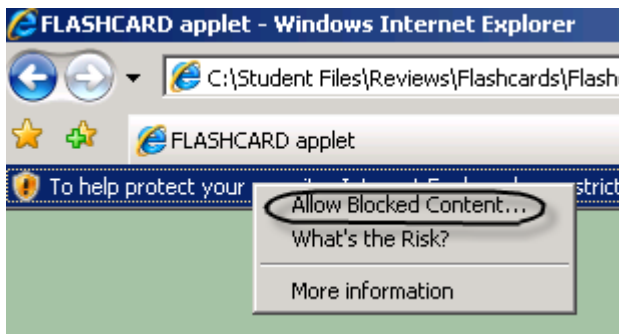 FLASHCARD applet - Windows Internet Explorer
C:\Student Files\Reviews\Flashcards\Flash
FLASHCARD applet
To help protect your
Allow Blocked Content...
What's the Risk?
More information